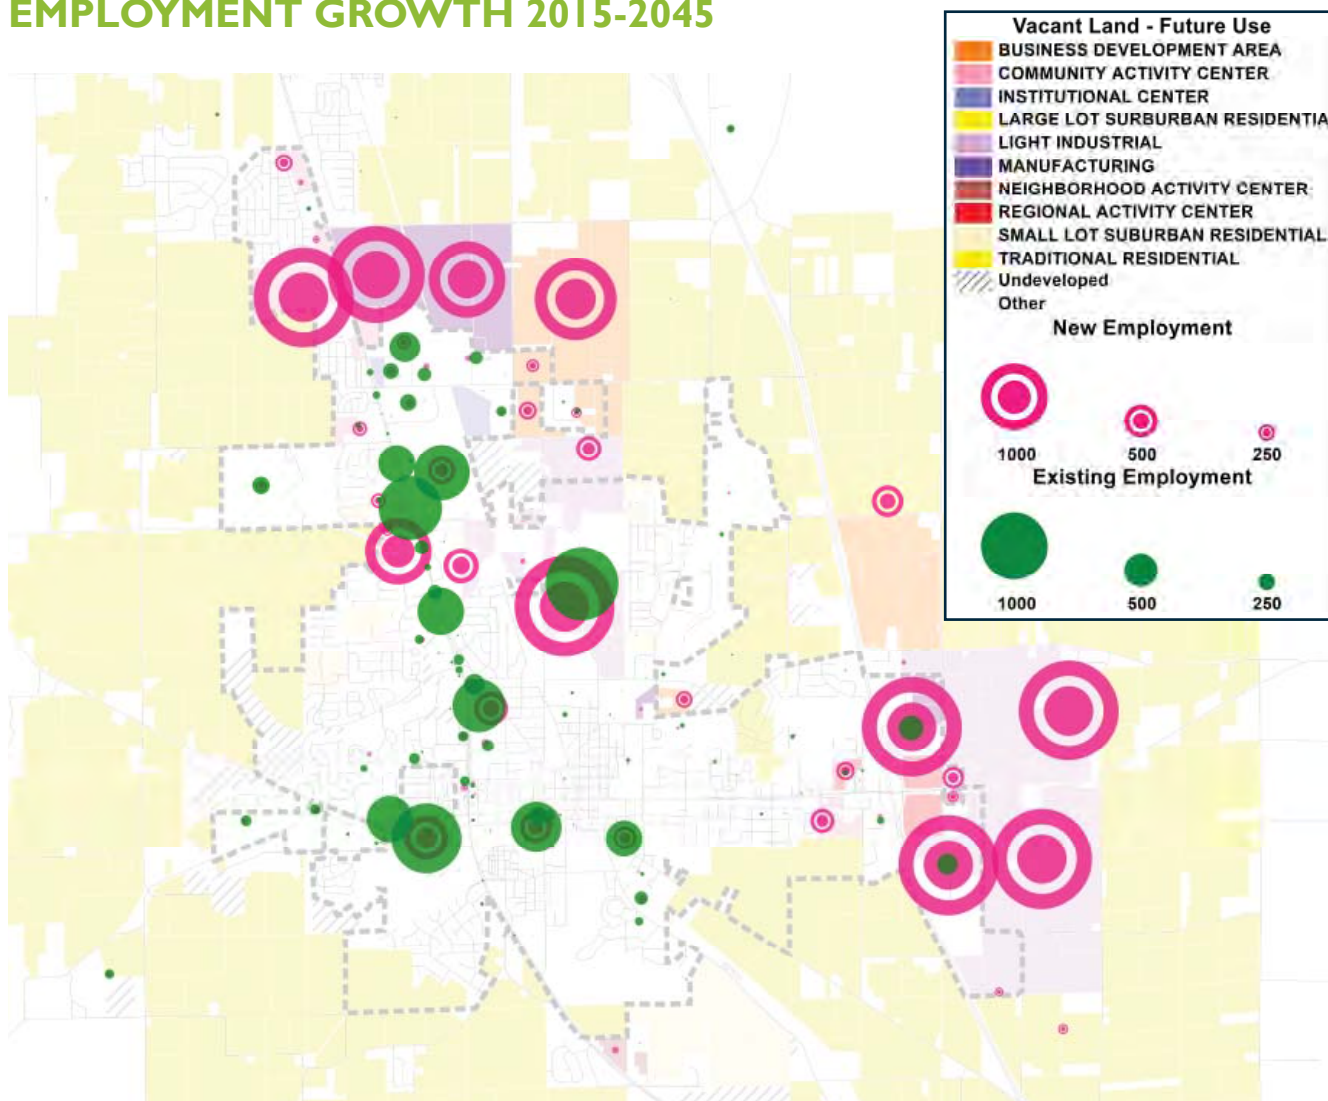 EMPLOYMENT GROWTH 2015-2045
Vacant Land - Future Use
BUSINESS DEVELOPMENT AREA
COMMUNITY ACTIVITY CENTER
INSTITUTIONAL CENTER
LARGE LOT SURBURBAN RESIDENTIA
LIGHT INDUSTRIAL
MANUFACTURING
NEIGHBORHOOD ACTIVITY CENTER
REGIONAL ACTIVITY CENTER
SMALL LOT SUBURBAN RESIDENTIAL
TRADITIONAL RESIDENTIAL
Undeveloped
Other
New Employment
1000 500 250
Existing Employment
1000 500 250